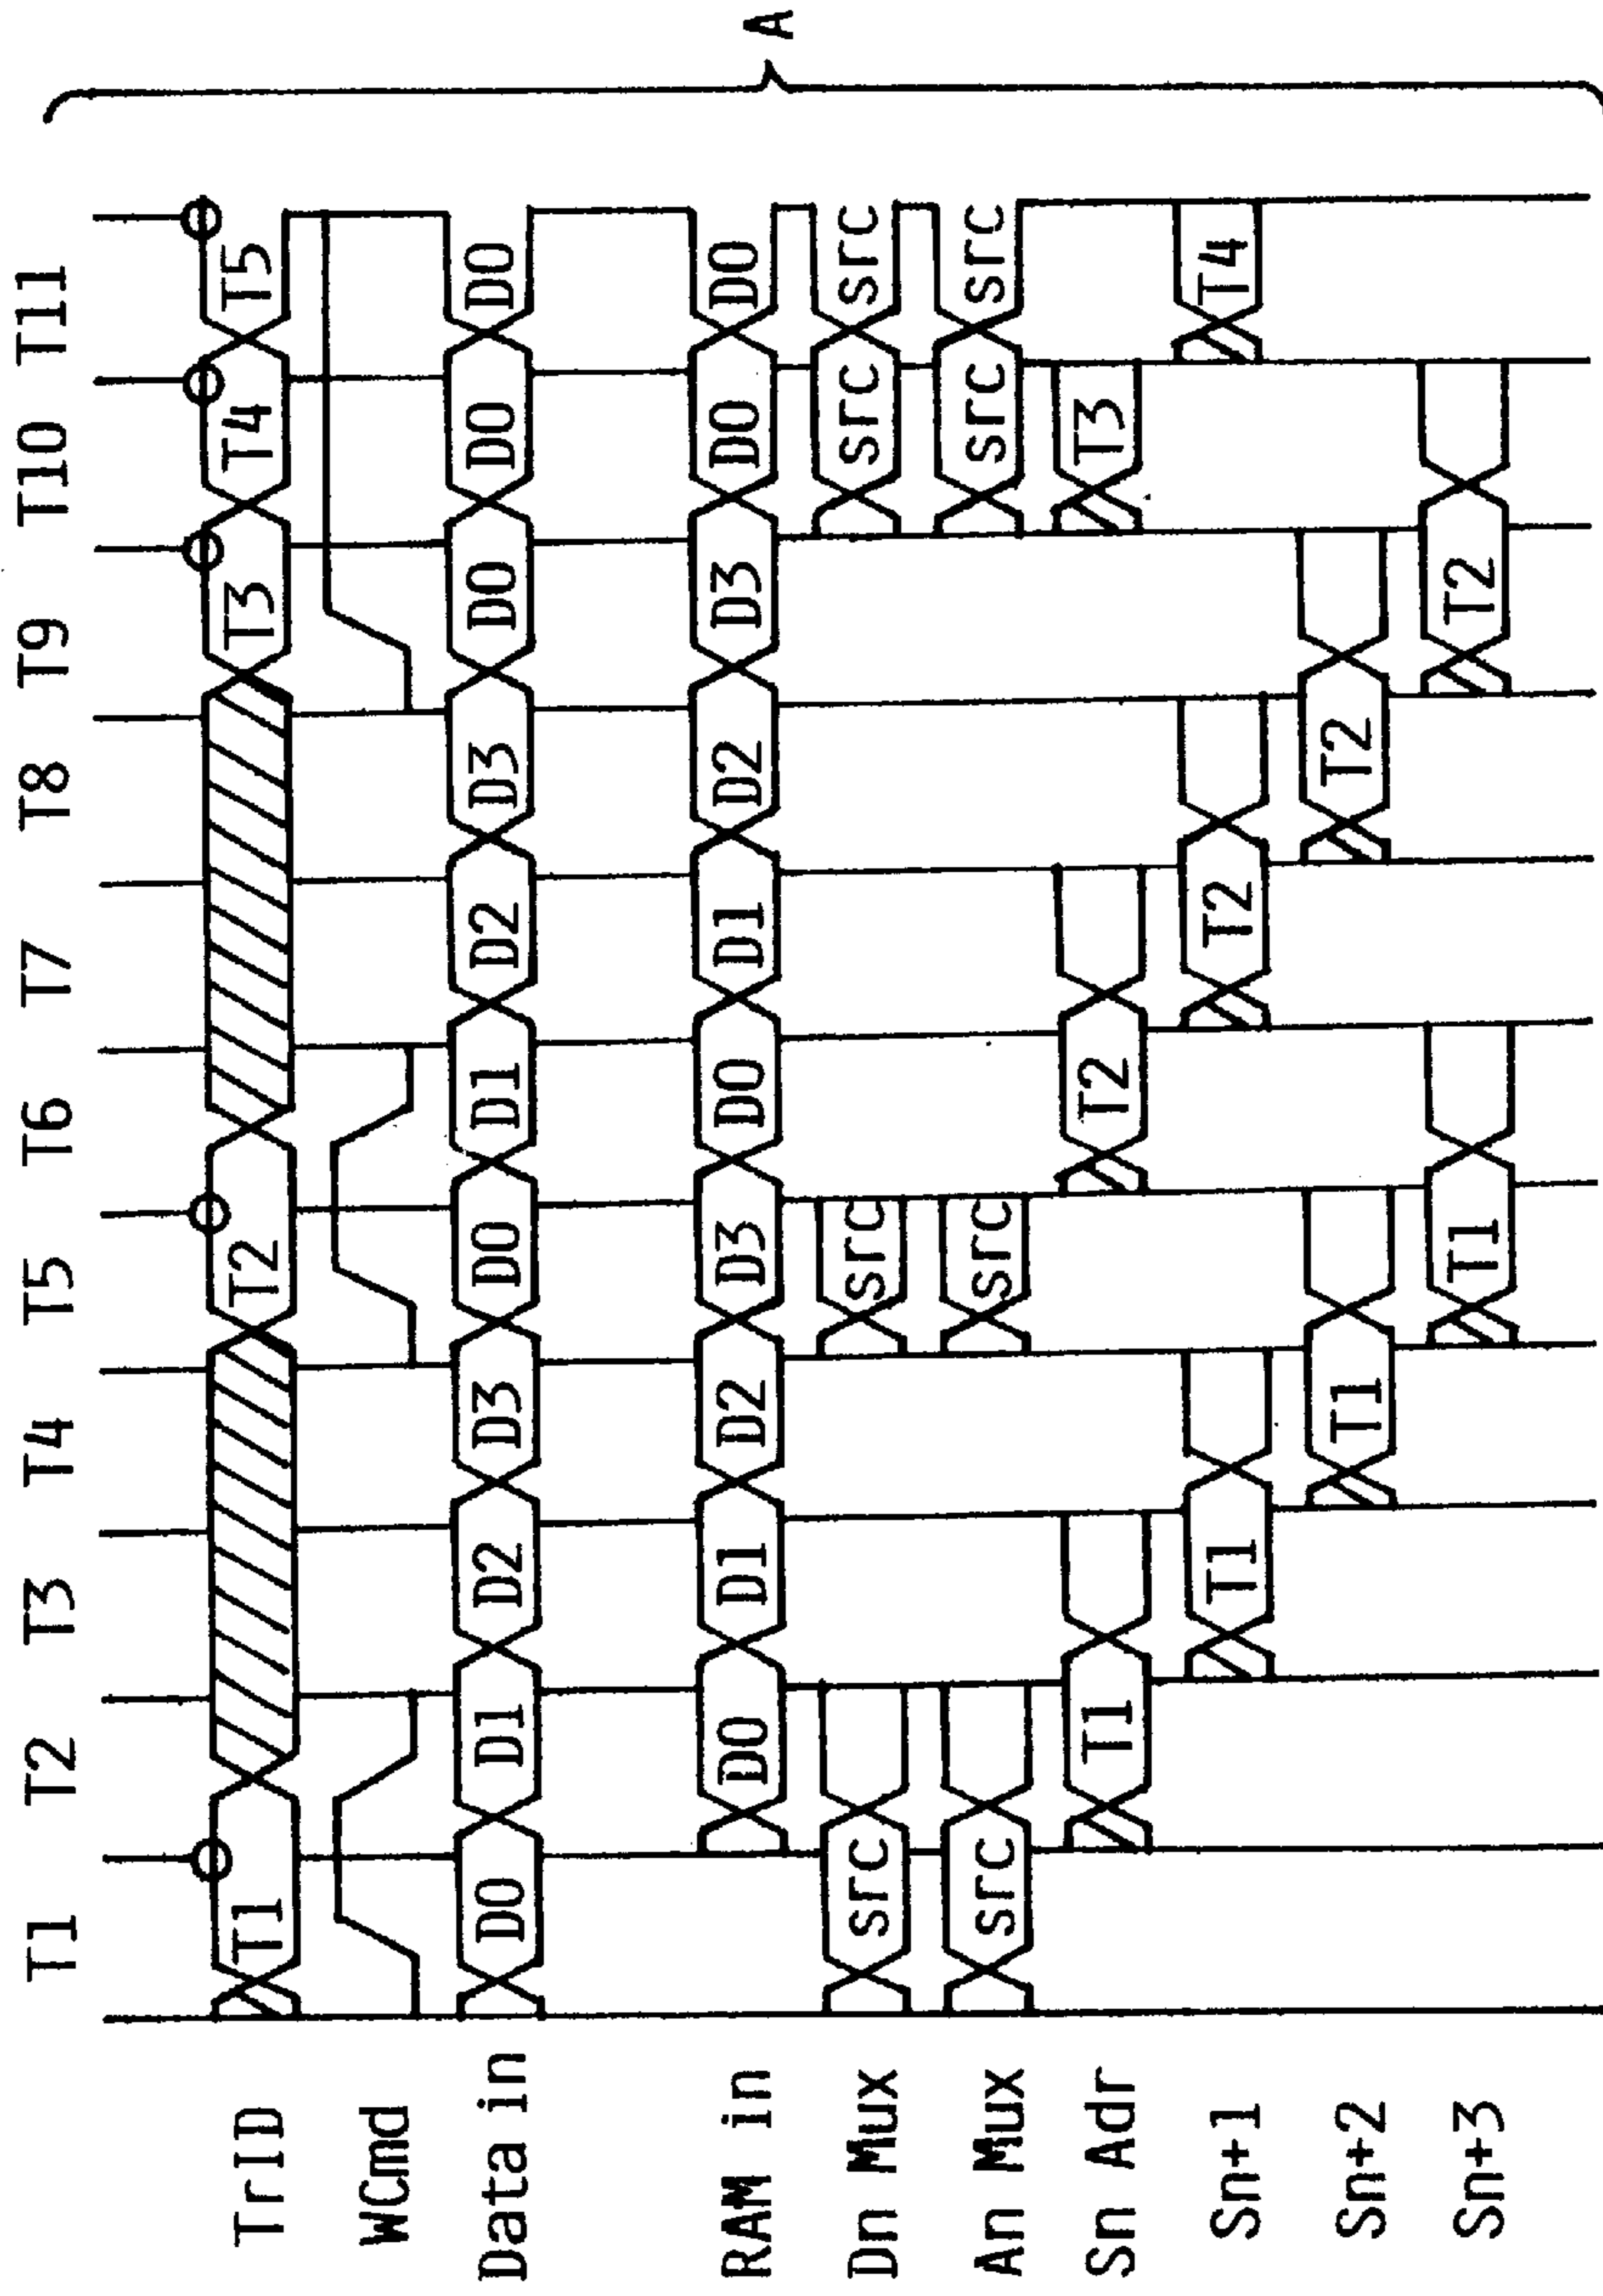 T1 T2 T3 T4 T5 T6 T7 T8 T9 T10 T11
TrID T1 T2 T3 T4 T5
WCmd
Data in D0 D1 D2 D3 D0 D1 D2 D3 D0 D0 D0
RAM in D0 D1 D2 D3 D0 D1 D2 D3 D0 D0
Dn Mux src src src src
An Mux src src src src
Sn Adr T1 T2 T3
Sn+1 T1 T2 T4
Sn+2 T1 T2
Sn+3 T1 T2
A